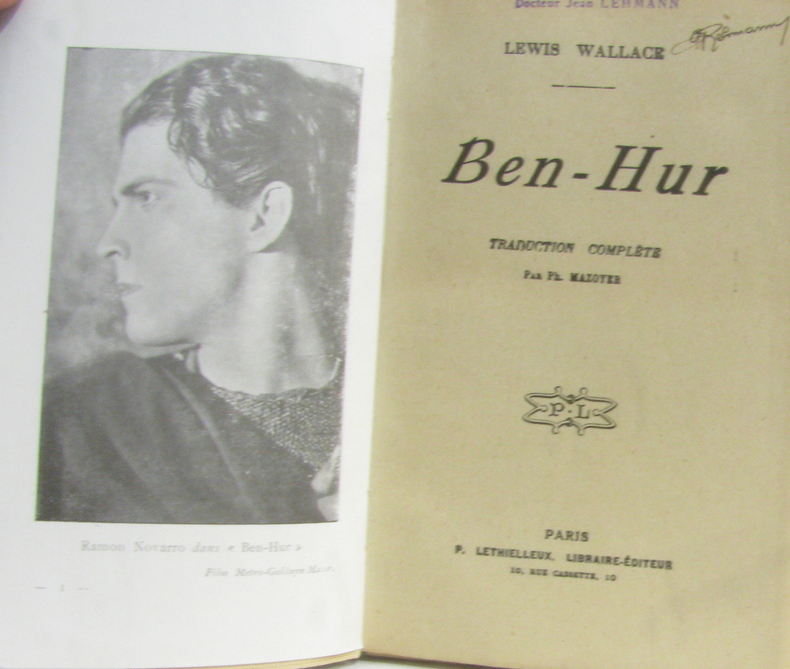 Ramon Novarro dans « Ben-Hur »
Film Metro-Goldwyn
— 1 —
Docteur Jean LEHMANN
LEWIS WALLACE
Ben-Hur
TRADUCTION COMPLÈTE
PAR PH. MAZOYER
P·L
PARIS
P. LETHIELLEUX, LIBRAIRE-ÉDITEUR
10, RUE CASSETTE, 10